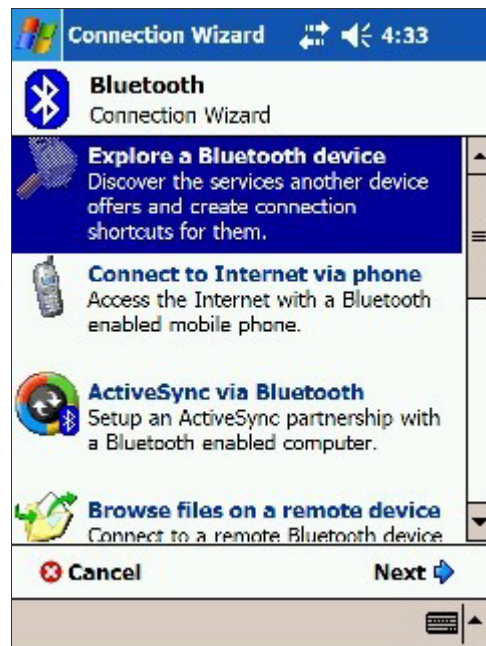 Connection Wizard 4:33
Bluetooth
Connection Wizard
Explore a Bluetooth device
Discover the services another device
offers and create connection
shortcuts for them.
Connect to Internet via phone
Access the Internet with a Bluetooth
enabled mobile phone.
ActiveSync via Bluetooth
Setup an ActiveSync partnership with
a Bluetooth enabled computer.
Browse files on a remote device
Connect to a remote Bluetooth device
Cancel Next